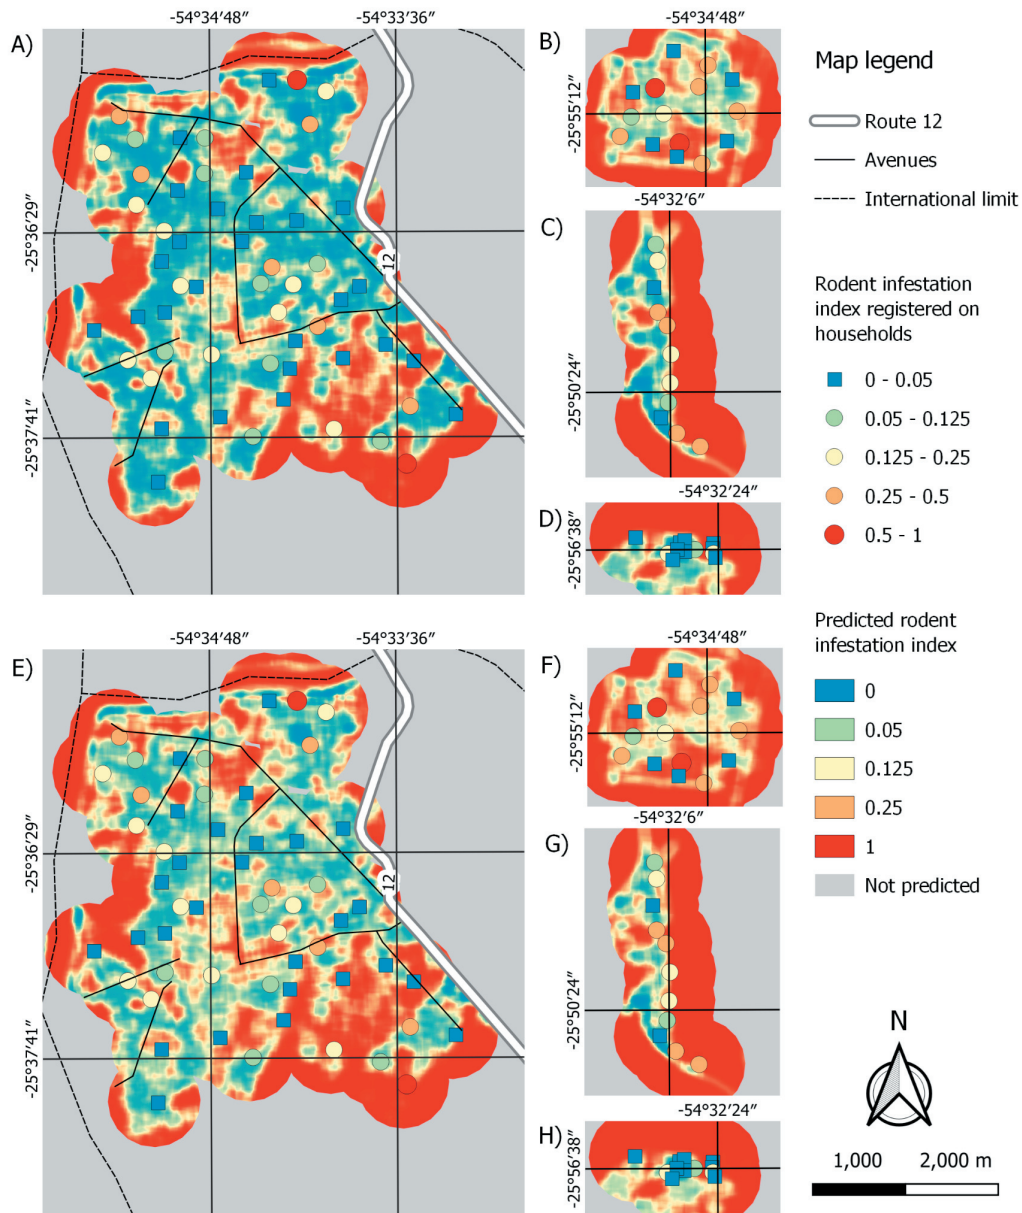 -54°34′48″
-54°33′36″
A)
-25°36′29″
-25°37′41″
12
B)
-54°34′48″
-25°55′12″
-54°32′6″
C)
-25°50′24″
-54°32′24″
D)
-25°56′38″
Map legend
Route 12
Avenues
International limit
Rodent infestation
index registered on
households
0 - 0.05
0.05 - 0.125
0.125 - 0.25
0.25 - 0.5
0.5 - 1
Predicted rodent
infestation index
0
0.05
0.125
0.25
1
Not predicted
-54°34′48″
-54°33′36″
E)
-25°36′29″
-25°37′41″
12
-54°34′48″
F)
-25°55′12″
-54°32′6″
G)
-25°50′24″
-54°32′24″
H)
-25°56′38″
N
1,000
2,000 m